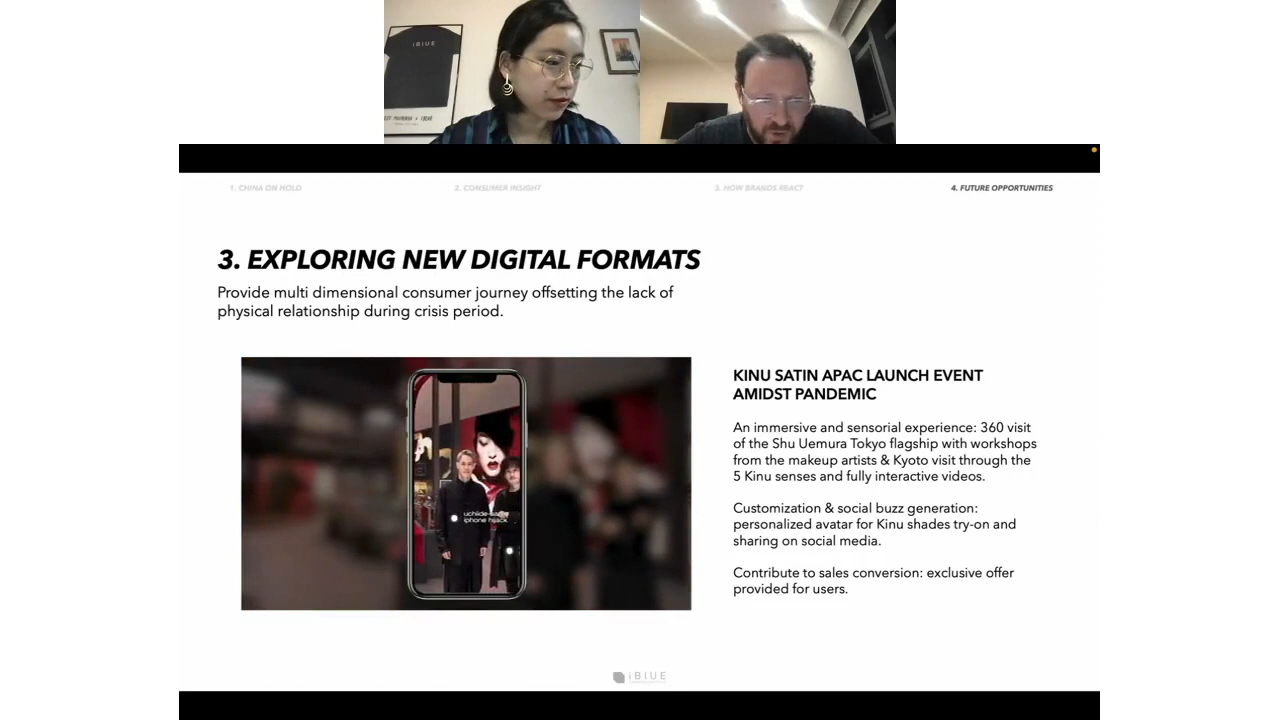 iBIUE
1. CHINA ON HOLD
2. CONSUMER INSIGHT
3. HOW BRANDS REACT
4. FUTURE OPPORTUNITIES
3. EXPLORING NEW DIGITAL FORMATS
Provide multi dimensional consumer journey offsetting the lack of
physical relationship during crisis period.
iphone hijack
KINU SATIN APAC LAUNCH EVENT
AMIDST PANDEMIC
An immersive and sensorial experience: 360 visit
of the Shu Uemura Tokyo flagship with workshops
from the makeup artists & Kyoto visit through the
5 Kinu senses and fully interactive videos.
Customization & social buzz generation:
personalized avatar for Kinu shades try-on and
sharing on social media.
Contribute to sales conversion: exclusive offer
provided for users.
iBIUE